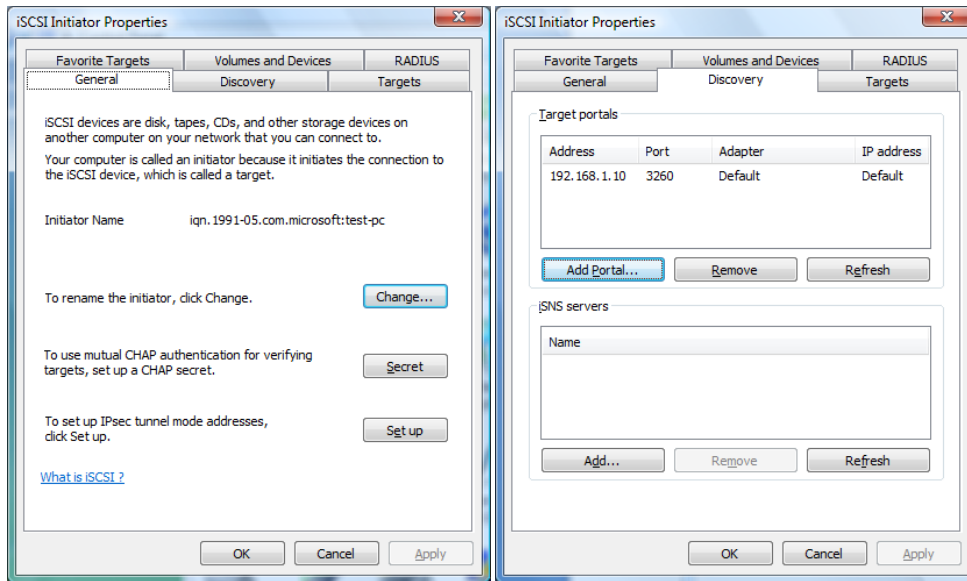 iSCSI Initiator Properties
Favorite Targets Volumes and Devices RADIUS
General Discovery Targets
iSCSI devices are disk, tapes, CDs, and other storage devices on
another computer on your network that you can connect to.
Your computer is called an initiator because it initiates the connection to
the iSCSI device, which is called a target.
Initiator Name iqn.1991-05.com.microsoft:test-pc
To rename the initiator, click Change. Change...
To use mutual CHAP authentication for verifying
targets, set up a CHAP secret.
Secret
To set up IPsec tunnel mode addresses,
click Set up.
Set up
What is iSCSI ?
OK Cancel Apply
iSCSI Initiator Properties
Favorite Targets Volumes and Devices RADIUS
General Discovery Targets
Target portals
Address Port Adapter IP address
192.168.1.10 3260 Default Default
Add Portal... Remove Refresh
iSNS servers
Name
Add... Remove Refresh
OK Cancel Apply